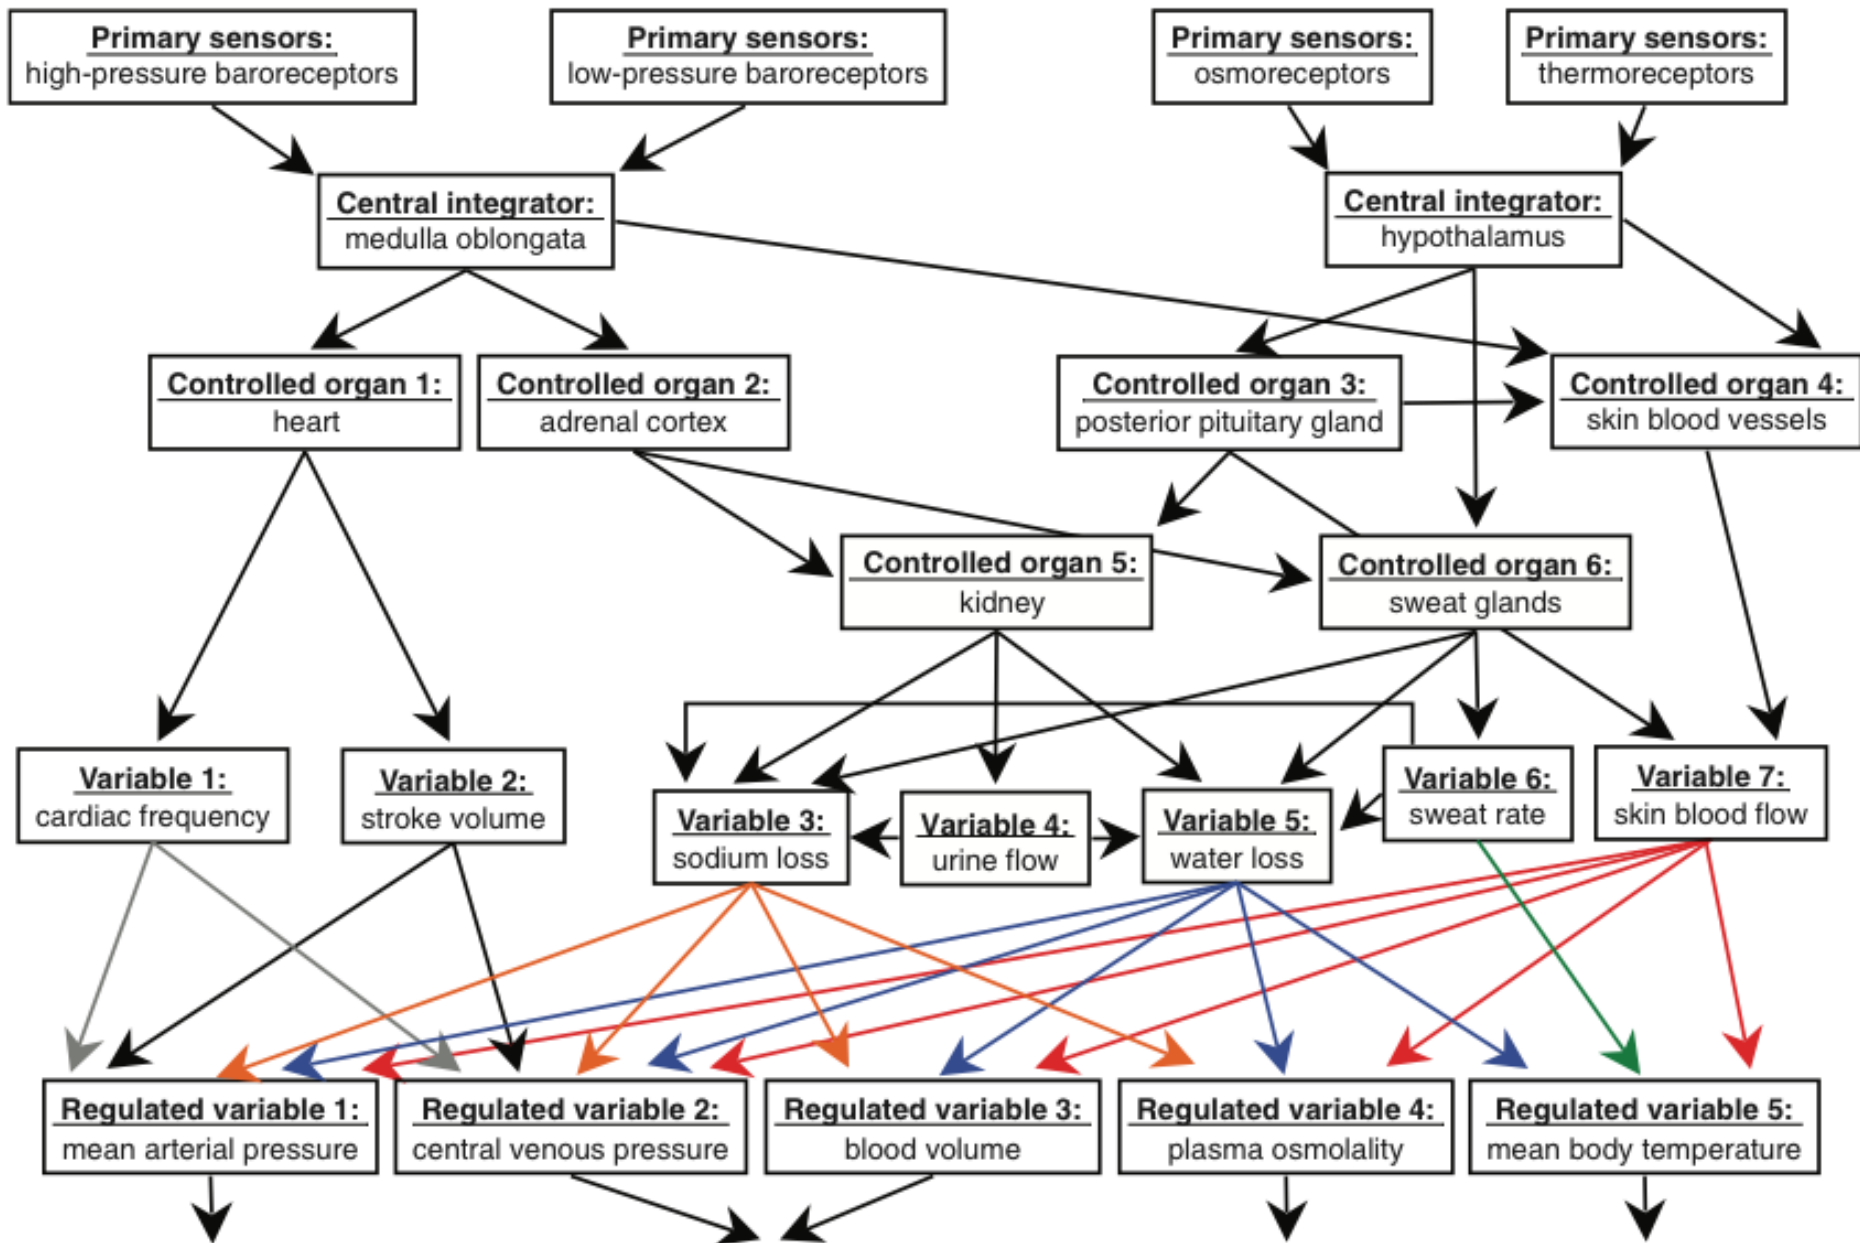 Primary sensors:
high-pressure baroreceptors
Primary sensors:
low-pressure baroreceptors
Primary sensors:
osmoreceptors
Primary sensors:
thermoreceptors
Central integrator:
medulla oblongata
Central integrator:
hypothalamus
Controlled organ 1:
heart
Controlled organ 2:
adrenal cortex
Controlled organ 3:
posterior pituitary gland
Controlled organ 4:
skin blood vessels
Controlled organ 5:
kidney
Controlled organ 6:
sweat glands
Variable 1:
cardiac frequency
Variable 2:
stroke volume
Variable 3:
sodium loss
Variable 4:
urine flow
Variable 5:
water loss
Variable 6:
sweat rate
Variable 7:
skin blood flow
Regulated variable 1:
mean arterial pressure
Regulated variable 2:
central venous pressure
Regulated variable 3:
blood volume
Regulated variable 4:
plasma osmolality
Regulated variable 5:
mean body temperature